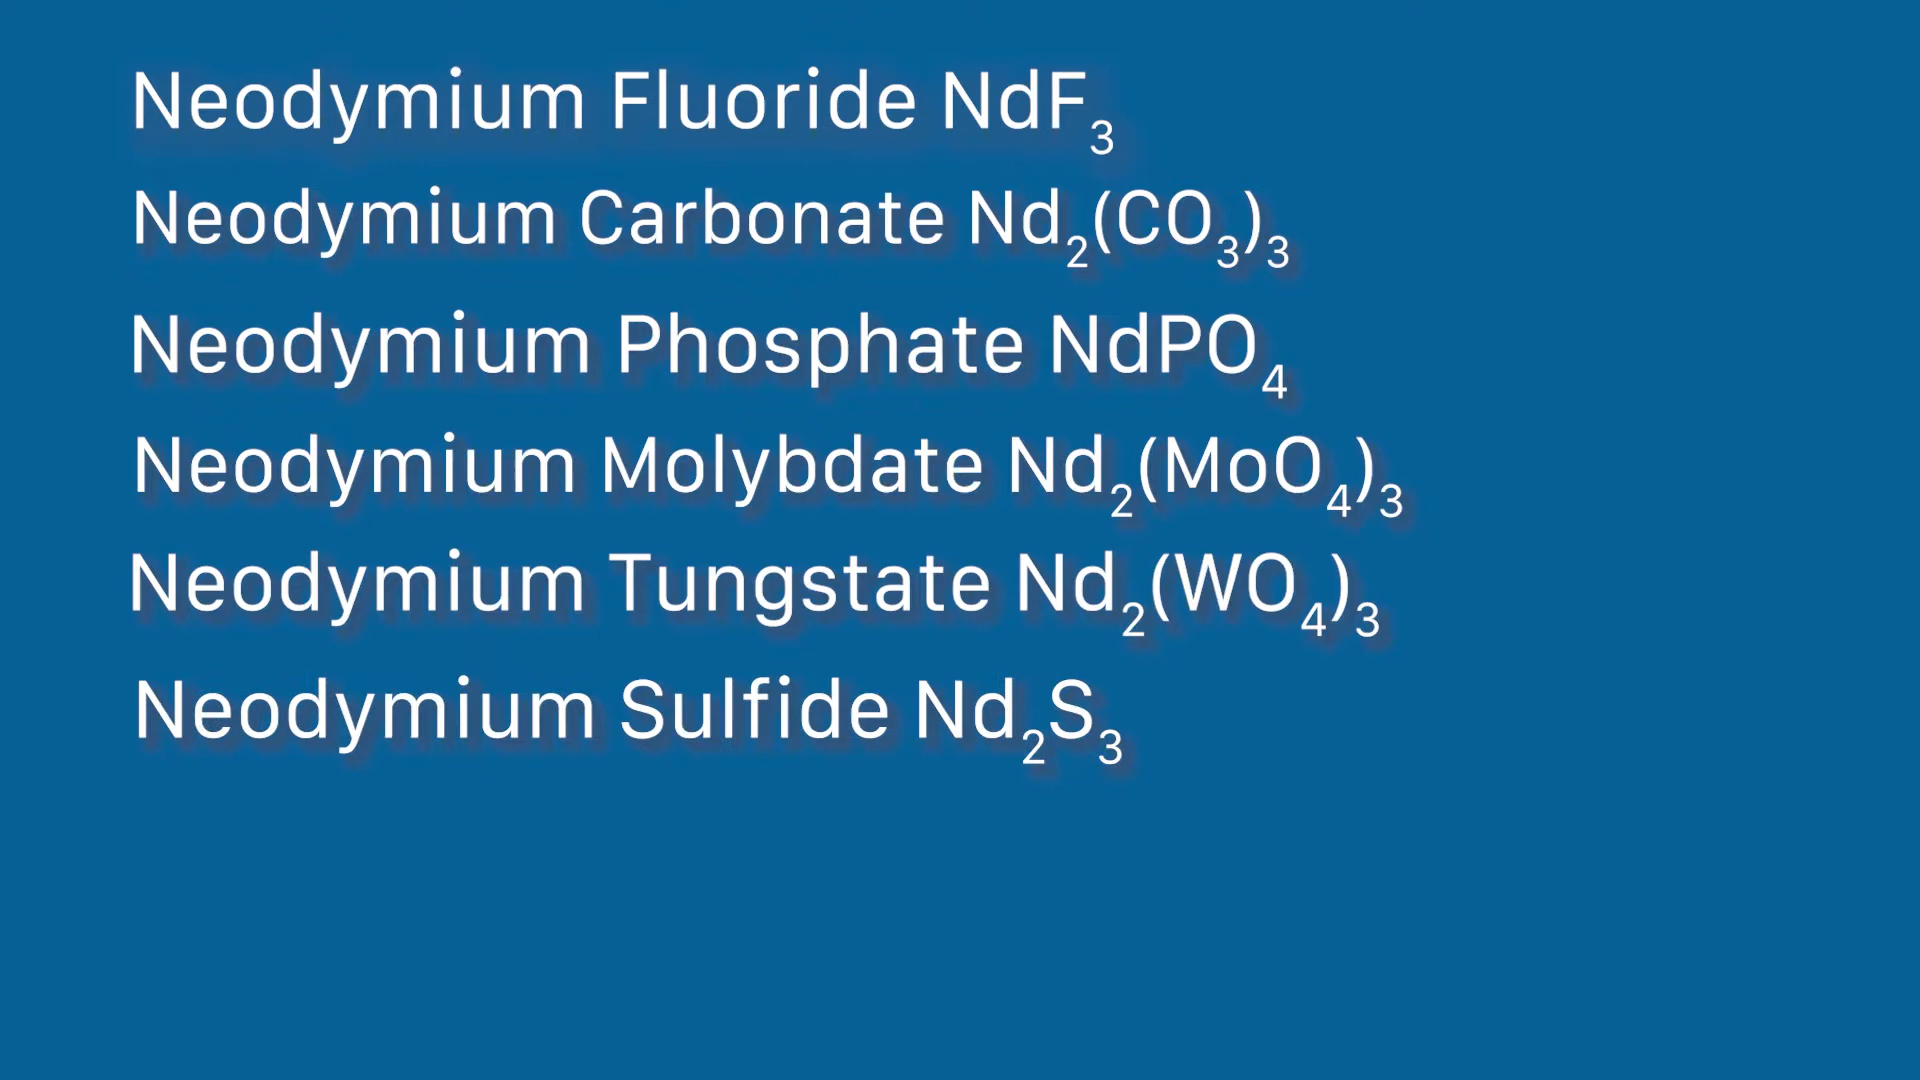 Neodymium Fluoride NdF₃
Neodymium Carbonate Nd₂(CO₃)₃
Neodymium Phosphate NdPO₄
Neodymium Molybdate Nd₂(MoO₄)₃
Neodymium Tungstate Nd₂(WO₄)₃
Neodymium Sulfide Nd₂S₃